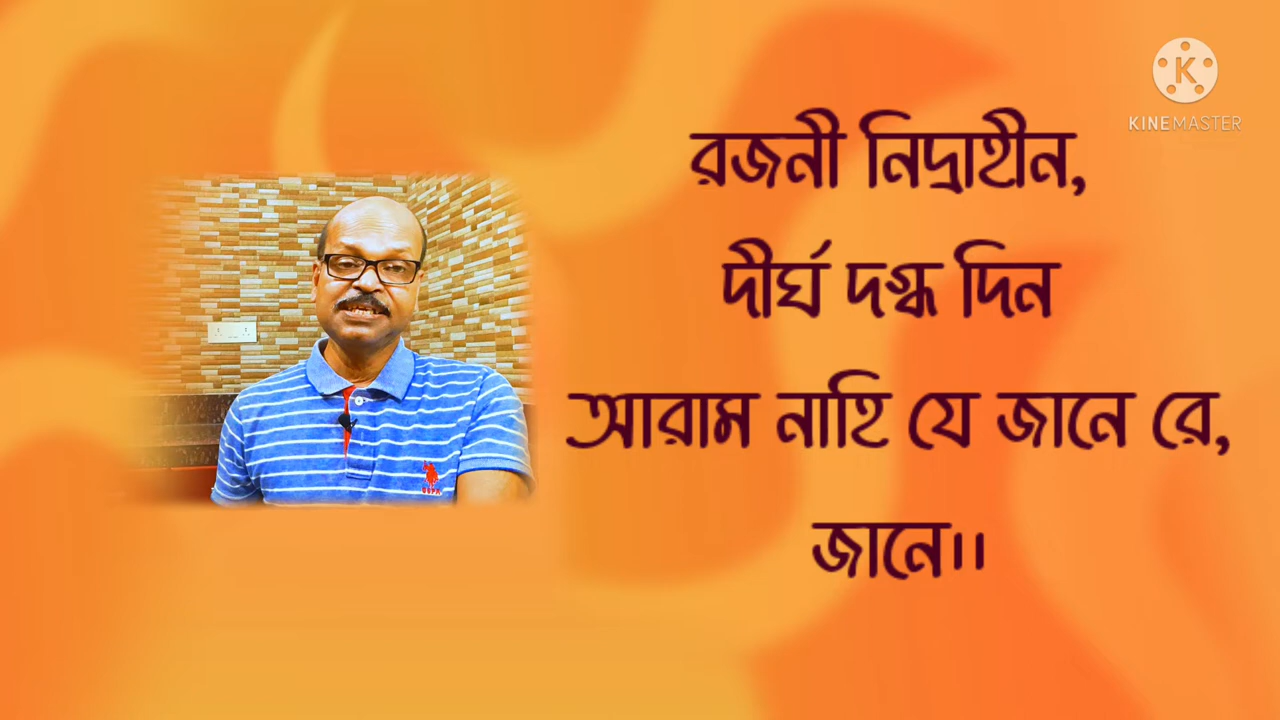 রজনী নিদ্রাহীন,
দীর্ঘ দগ্ধ দিন
আরাম নাহি যে জানে রে,
জানে।।
KINEMASTER